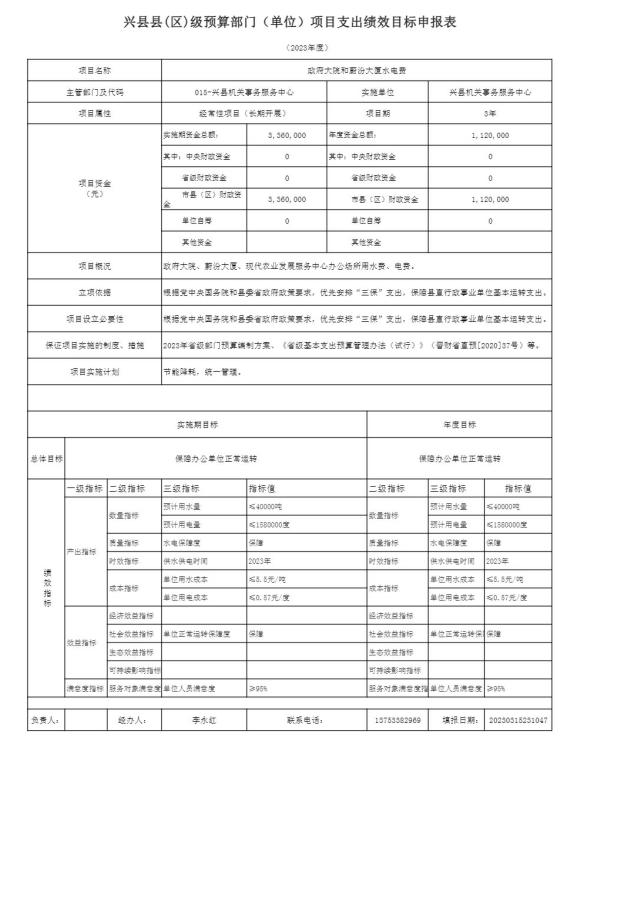 兴县县(区)级预算部门（单位）项目支出绩效目标申报表
（2023年度）
项目名称 政府大院和蔚汾大厦水电费
主管部门及代码 015-兴县机关事务服务中心 实施单位 兴县机关事务服务中心
项目属性 经常性项目（长期开展） 项目期 3年
项目资金（元） 实施期资金总额： 3,360,000 年度资金总额： 1,120,000
其中：中央财政资金 0 其中：中央财政资金 0
省级财政资金 0 省级财政资金 0
市县（区）财政资金 3,360,000 市县（区）财政资金 1,120,000
单位自筹 0 单位自筹 0
其他资金 其他资金
项目概况 政府大院、蔚汾大厦、现代农业发展服务中心办公场所用水费、电费。
立项依据 根据党中央国务院和县委省政府政策要求，优先安排“三保”支出，保障县直行政事业单位基本运转支出。
项目设立必要性 根据党中央国务院和县委省政府政策要求，优先安排“三保”支出，保障县直行政事业单位基本运转支出。
保证项目实施的制度、措施 2023年省级部门预算编制方案、《省级基本支出预算管理办法（试行）》（晋财省直预[2020]37号）等。
项目实施计划 节能降耗，统一管理。
实施期目标 年度目标
总体目标 保障办公单位正常运转 保障办公单位正常运转
绩效指标 一级指标 二级指标 三级指标 指标值 二级指标 三级指标 指标值
产出指标 数量指标 预计用水量 ≤40000吨 数量指标 预计用水量 ≤40000吨
预计用电量 ≤1580000度 预计用电量 ≤1580000度
质量指标 水电保障度 保障 质量指标 水电保障度 保障
时效指标 供水供电时间 2023年 时效指标 供水供电时间 2023年
成本指标 单位用水成本 ≤5.5元/吨 成本指标 单位用水成本 ≤5.5元/吨
单位用电成本 ≤0.57元/度 单位用电成本 ≤0.57元/度
效益指标 经济效益指标 经济效益指标
社会效益指标 单位正常运转保障度 保障 社会效益指标 单位正常运转保 保障
生态效益指标 生态效益指标
可持续影响指标 可持续影响指标
满意度指标 服务对象满意度 单位人员满意度 ≥95% 服务对象满意度指 单位人员满意度 ≥95%
负责人： 经办人： 李永红 联系电话： 13753382969 填报日期： 20230315231047